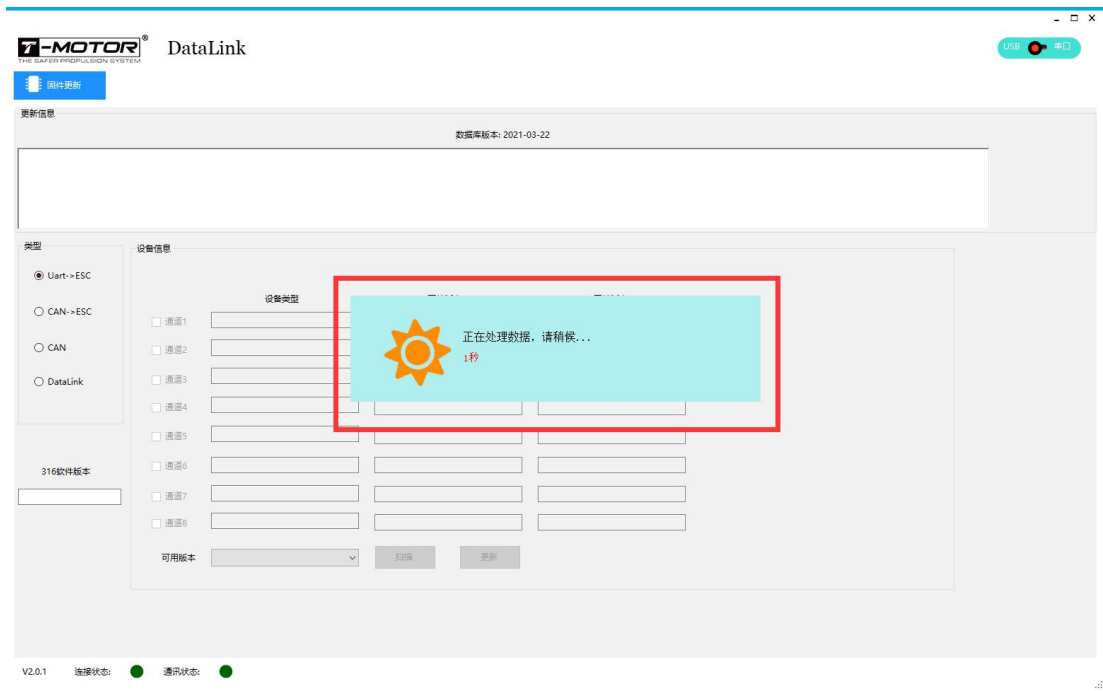 T-MOTOR®
THE SAFER PROPULSION SYSTEM
DataLink
USB 串口
固件更新
更新信息
数据库版本: 2021-03-22
类型
Uart->ESC
CAN->ESC
CAN
DataLink
316软件版本
设备信息
设备类型
正在处理数据，请稍候...
1秒
通道1
通道2
通道3
通道4
通道5
通道6
通道7
通道8
可用版本
扫描
更新
V2.0.1 连接状态: 通讯状态: